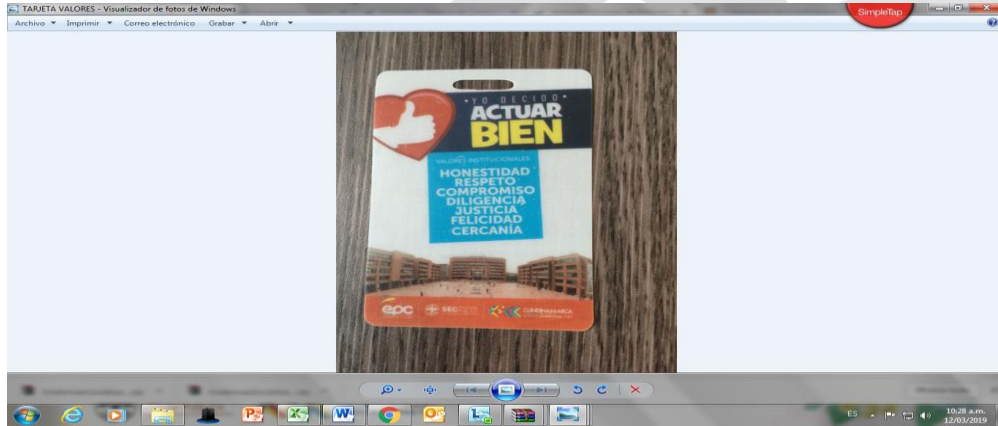 TARJETA VALORES - Visualizador de fotos de Windows
SimpleTap
Archivo Imprimir Correo electrónico Grabar Abrir
•YO DECIDO•
ACTUAR
BIEN
VALORES INSTITUCIONALES
HONESTIDAD
RESPETO
COMPROMISO
DILIGENCIA
JUSTICIA
FELICIDAD
CERCANÍA
epc
CUNDINAMARCA
ES
10:28 a.m.
12/03/2019